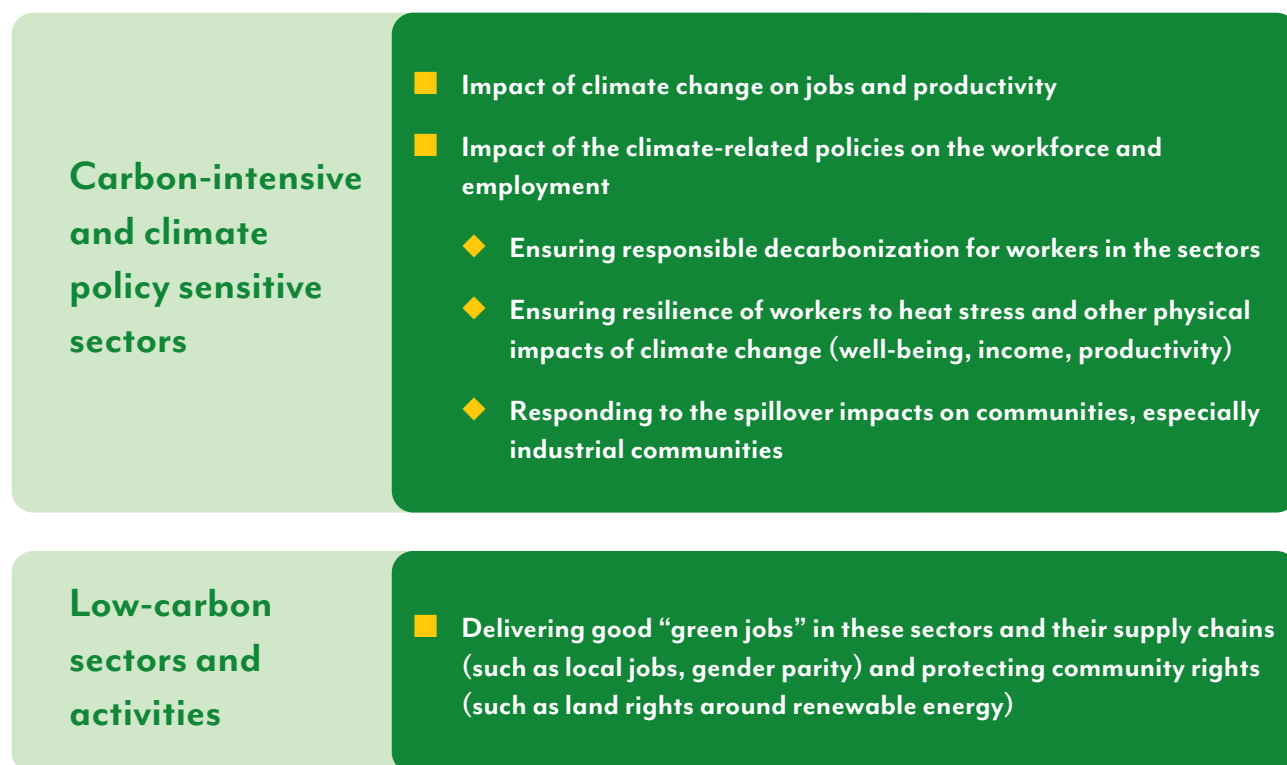 Carbon-intensive
and climate
policy sensitive
sectors
Impact of climate change on jobs and productivity
Impact of the climate-related policies on the workforce and
employment
Ensuring responsible decarbonization for workers in the sectors
Ensuring resilience of workers to heat stress and other physical
impacts of climate change (well-being, income, productivity)
Responding to the spillover impacts on communities, especially
industrial communities
Low-carbon
sectors and
activities
Delivering good “green jobs” in these sectors and their supply chains
(such as local jobs, gender parity) and protecting community rights
(such as land rights around renewable energy)